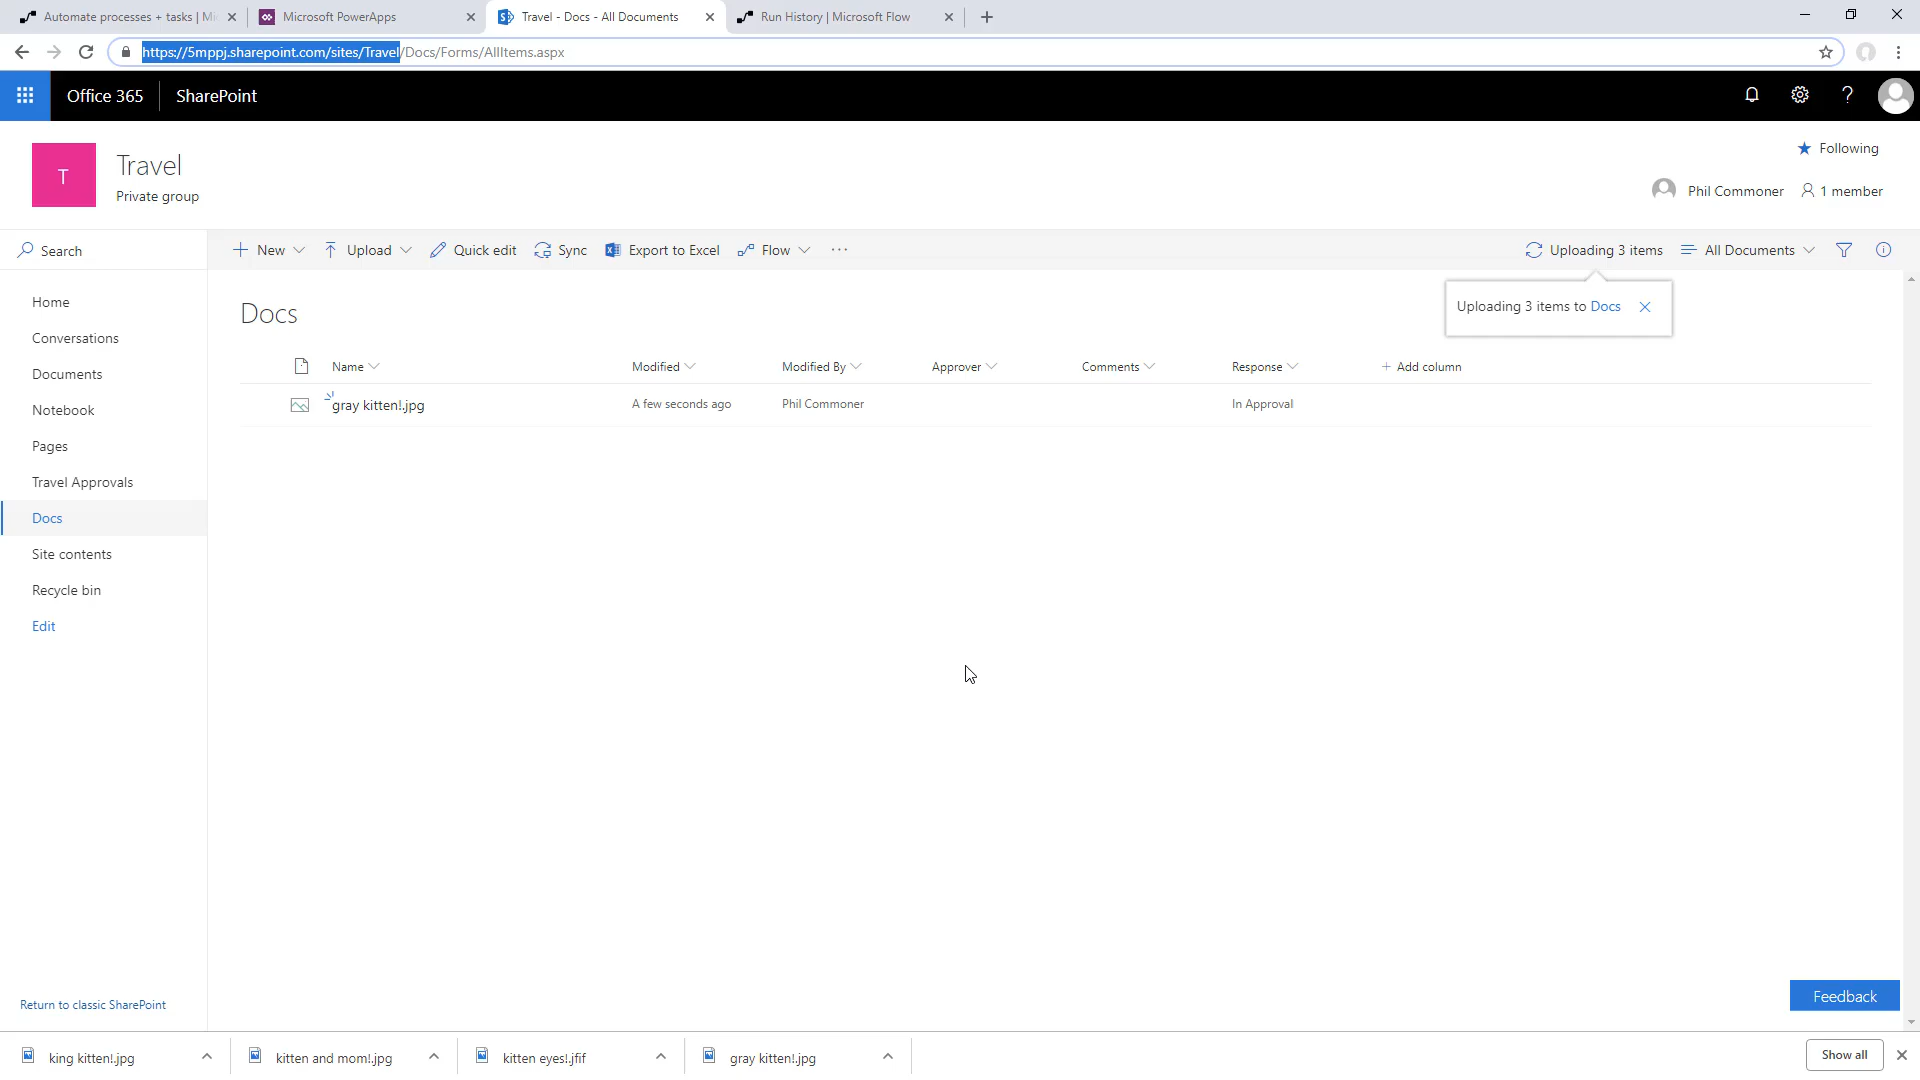 Automate processes + tasks | Mi
Microsoft PowerApps
Travel - Docs - All Documents
Run History | Microsoft Flow
https://5mppj.sharepoint.com/sites/Travel/Docs/Forms/AllItems.aspx
Office 365
SharePoint
T
Travel
Private group
Following
Phil Commoner
1 member
Search
New
Upload
Quick edit
Sync
Export to Excel
Flow
Uploading 3 items
All Documents
Uploading 3 items to Docs
Home
Conversations
Documents
Notebook
Pages
Travel Approvals
Docs
Site contents
Recycle bin
Edit
Return to classic SharePoint
Docs
Name
Modified
Modified By
Approver
Comments
Response
Add column
gray kitten!.jpg
A few seconds ago
Phil Commoner
In Approval
Feedback
king kitten!.jpg
kitten and mom!.jpg
kitten eyes!.jfif
gray kitten!.jpg
Show all